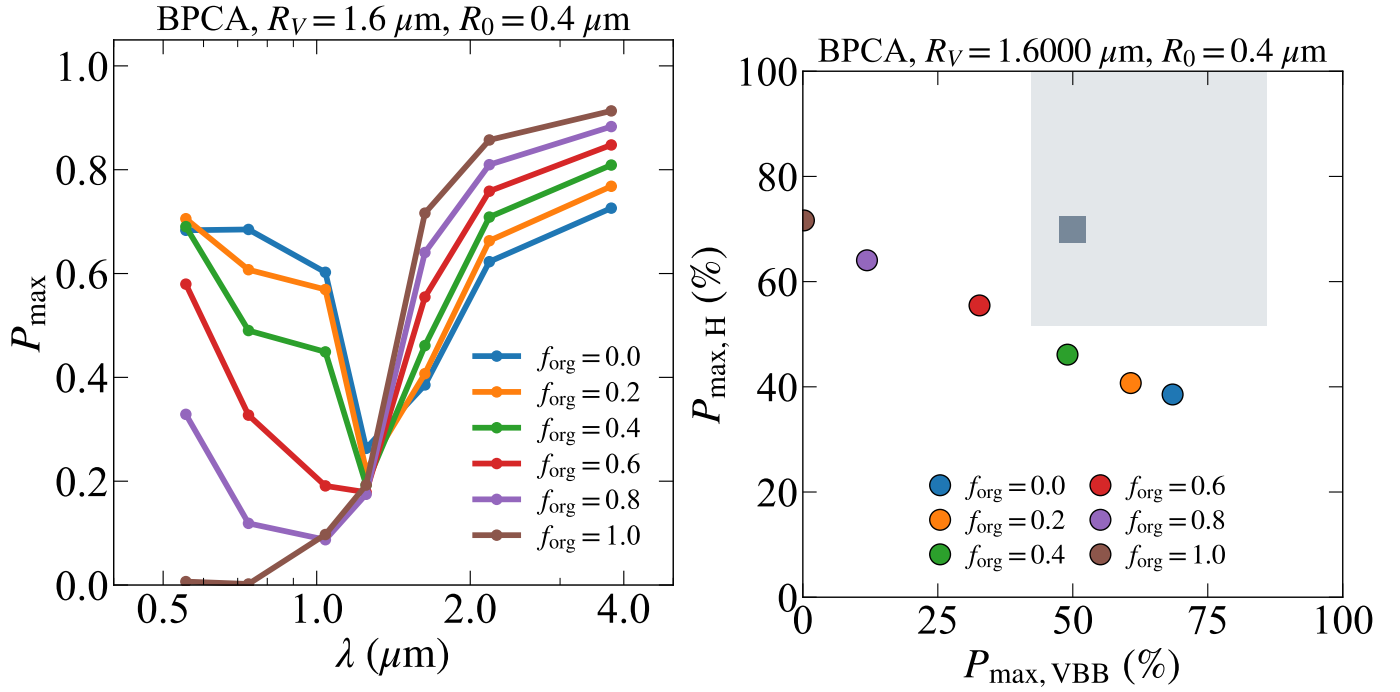 BPCA, R_V = 1.6 μm, R_0 = 0.4 μm
P_max
1.0
0.8
0.6
0.4
0.2
0.0
f_org = 0.0
f_org = 0.2
f_org = 0.4
f_org = 0.6
f_org = 0.8
f_org = 1.0
0.5 1.0 2.0 4.0
λ (μm)
BPCA, R_V = 1.6000 μm, R_0 = 0.4 μm
P_max, H (%)
100
80
60
40
20
0
f_org = 0.0 f_org = 0.6
f_org = 0.2 f_org = 0.8
f_org = 0.4 f_org = 1.0
0 25 50 75 100
P_max, VBB (%)